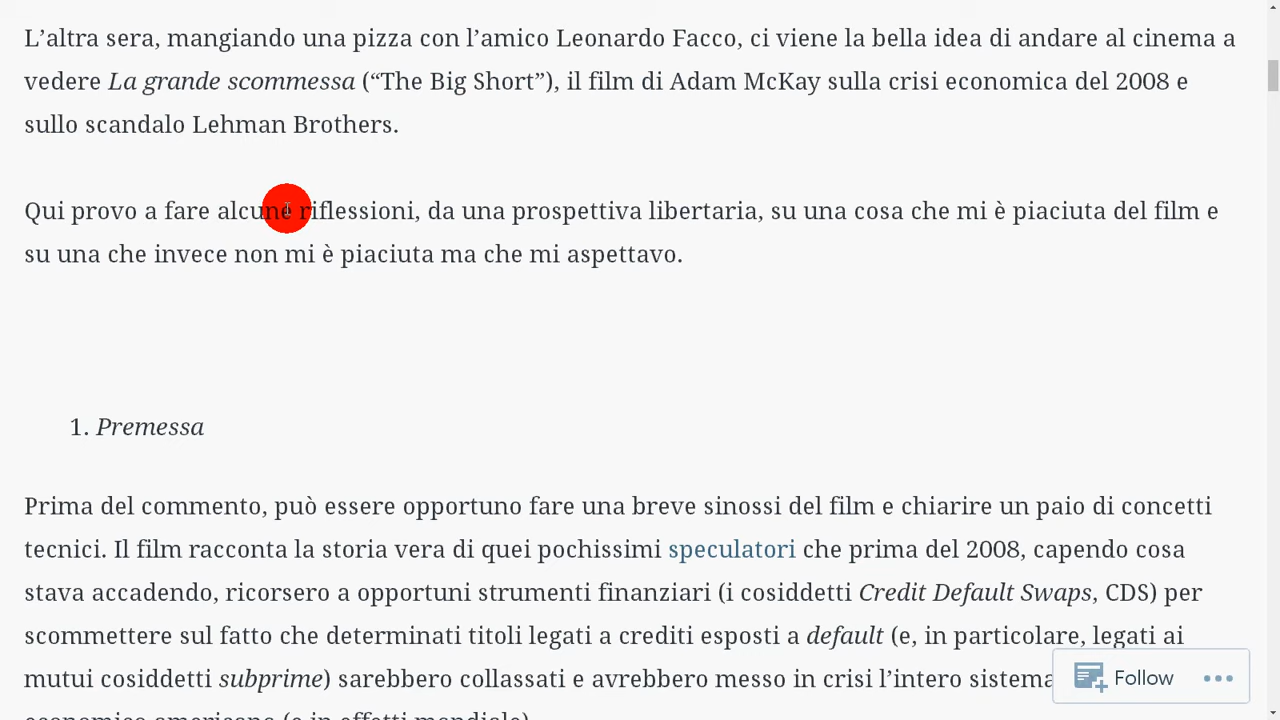 L’altra sera, mangiando una pizza con l’amico Leonardo Facco, ci viene la bella idea di andare al cinema a
vedere La grande scommessa (“The Big Short”), il film di Adam McKay sulla crisi economica del 2008 e
sullo scandalo Lehman Brothers.
Qui provo a fare alcune riflessioni, da una prospettiva libertaria, su una cosa che mi è piaciuta del film e
su una che invece non mi è piaciuta ma che mi aspettavo.
1. Premessa
Prima del commento, può essere opportuno fare una breve sinossi del film e chiarire un paio di concetti
tecnici. Il film racconta la storia vera di quei pochissimi speculatori che prima del 2008, capendo cosa
stava accadendo, ricorsero a opportuni strumenti finanziari (i cosiddetti Credit Default Swaps, CDS) per
scommettere sul fatto che determinati titoli legati a crediti esposti a default (e, in particolare, legati ai
mutui cosiddetti subprime) sarebbero collassati e avrebbero messo in crisi l’intero sistema
economico americano (e in effetti mondiale)
Follow